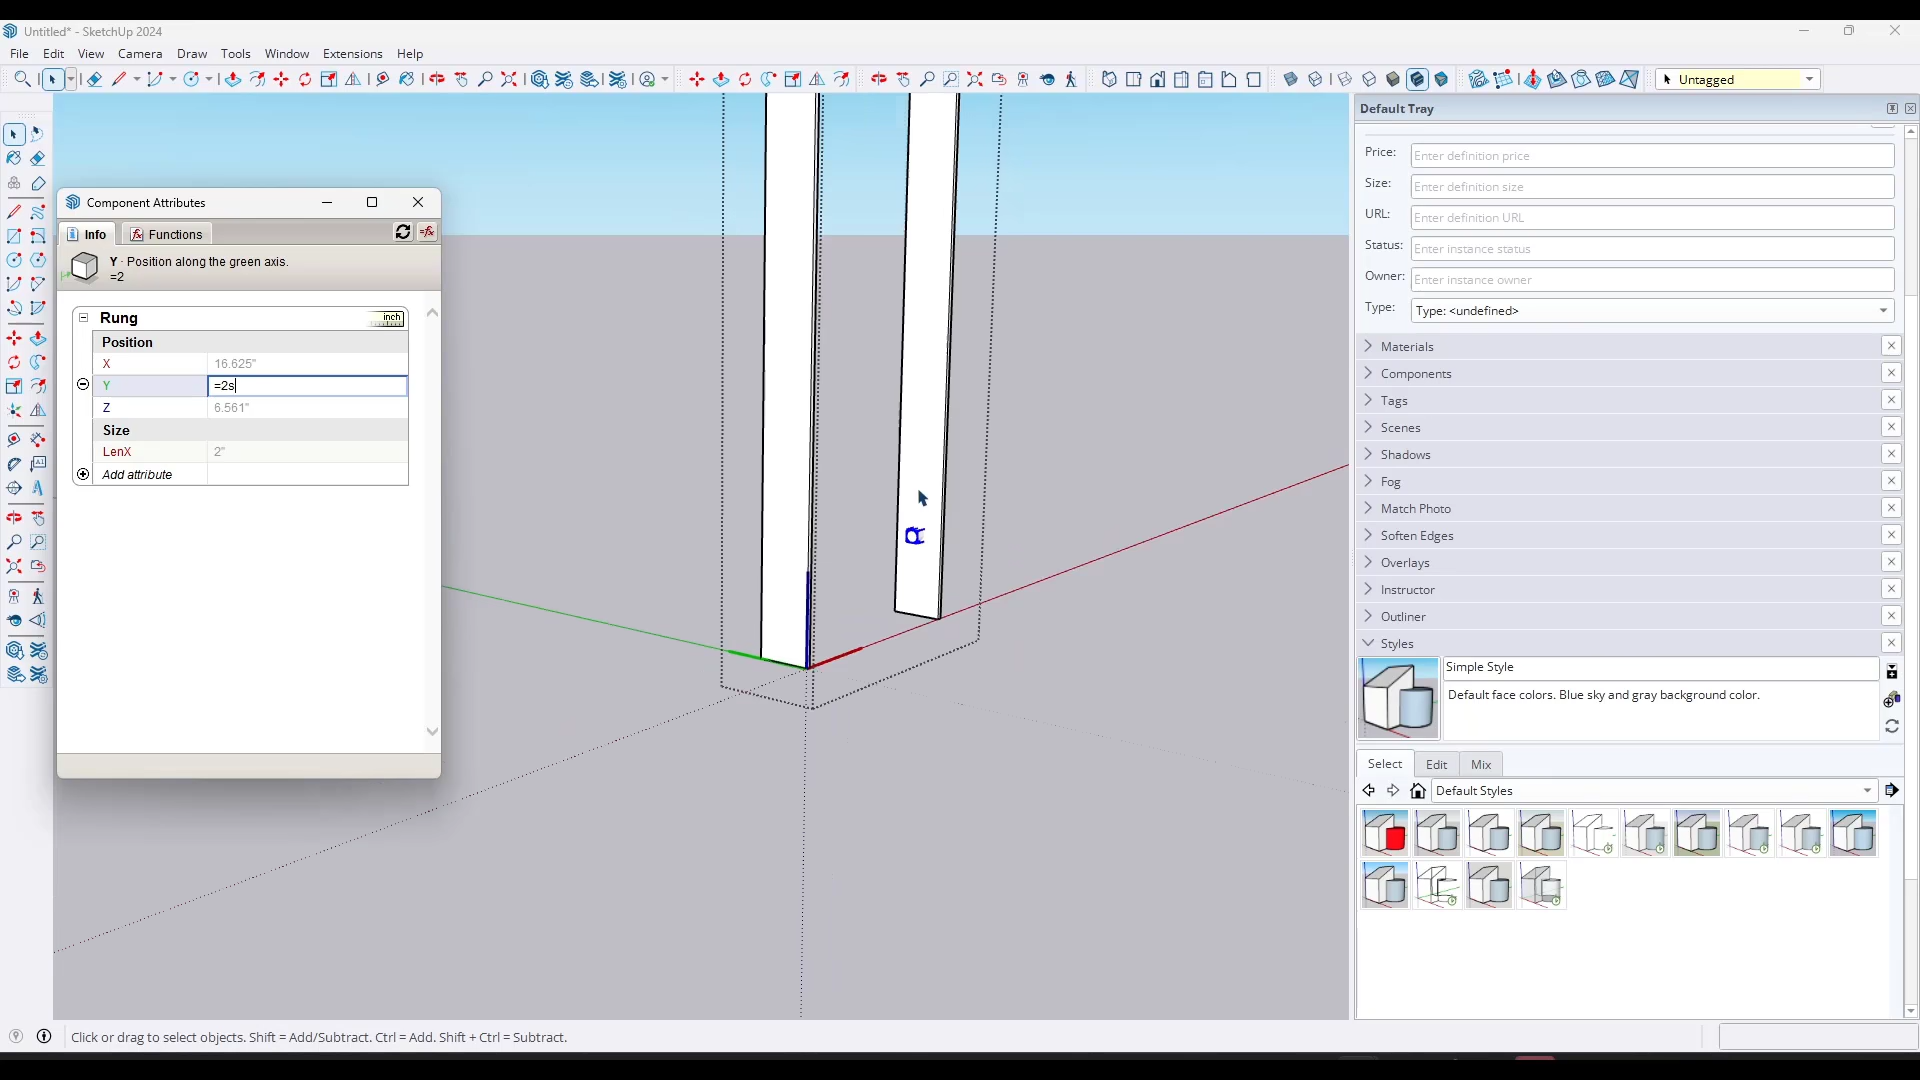 Untitled* - SketchUp 2024
File Edit View Camera Draw Tools Window Extensions Help
Untagged
Default Tray
Price: Enter definition price
Size: Enter definition size
URL: Enter definition URL
Status: Enter instance status
Owner: Enter instance owner
Type: Type: <undefined>
Materials
Components
Tags
Scenes
Shadows
Fog
Match Photo
Soften Edges
Overlays
Instructor
Outliner
Styles
Simple Style
Default face colors. Blue sky and gray background color.
Select Edit Mix
Default Styles
Component Attributes
Info Functions
=fx
Y - Position along the green axis.
=2
Rung inch
Position
X 16.625"
Y =2s
Z 6.561"
Size
LenX 2"
Add attribute
Click or drag to select objects. Shift = Add/Subtract. Ctrl = Add. Shift + Ctrl = Subtract.